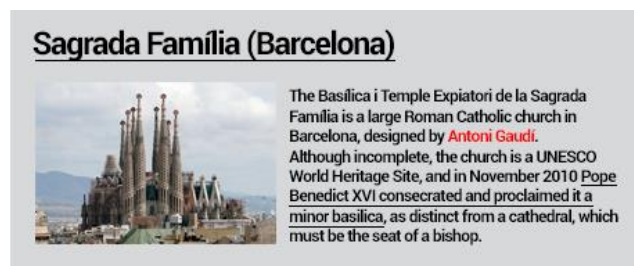 Sagrada Família (Barcelona)
The Basílica i Temple Expiatori de la Sagrada
Família is a large Roman Catholic church in
Barcelona, designed by Antoni Gaudí.
Although incomplete, the church is a UNESCO
World Heritage Site, and in November 2010 Pope
Benedict XVI consecrated and proclaimed it a
minor basilica, as distinct from a cathedral, which
must be the seat of a bishop.